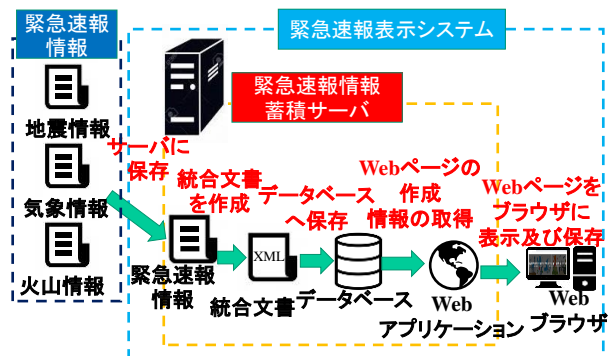 緊急速報
情報
緊急速報表示システム
緊急速報情報
蓄積サーバ
地震情報
気象情報
火山情報
サーバに
保存
統合文書
を作成
データベース
へ保存
Webページの
作成
情報の取得
Webページを
ブラウザに
表示及び保存
緊急速報
情報
XML
統合文書
データベース
Web
アプリケーション
Web
ブラウザ